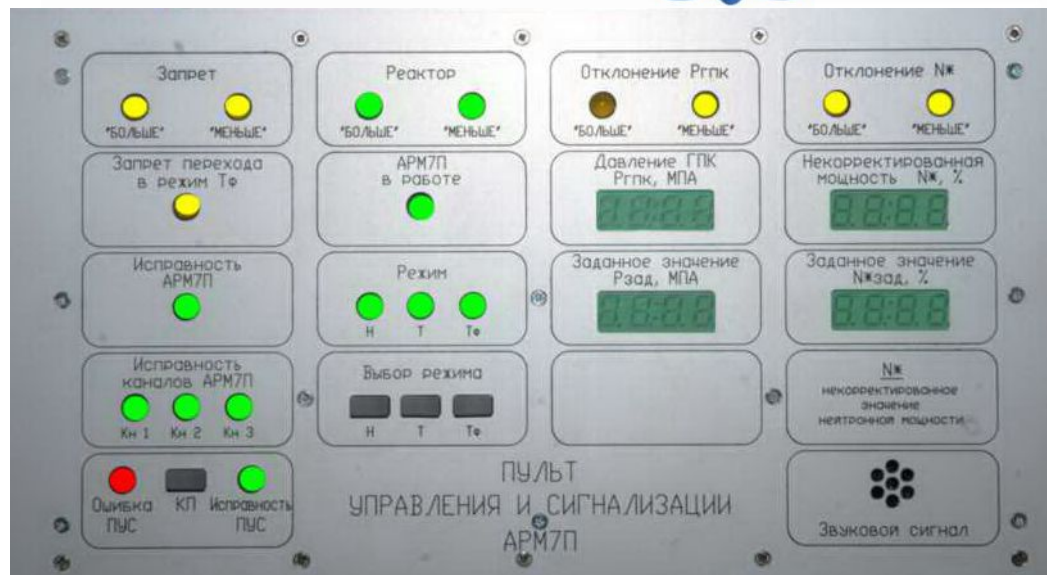 Запрет
"БОЛЬШЕ" "МЕНЬШЕ"
Реактор
"БОЛЬШЕ" "МЕНЬШЕ"
Отклонение Ргпк
"БОЛЬШЕ" "МЕНЬШЕ"
Отклонение N*
"БОЛЬШЕ" "МЕНЬШЕ"
Запрет перехода
в режим Тф
АРМ7П
в работе
Давление ГПК
Ргпк, МПА
Некорректированная
мощность N*, %
Исправность
АРМ7П
Режим
Н Т Тф
Заданное значение
Рзад, МПА
Заданное значение
N*зад, %
Исправность
каналов АРМ7П
Кн 1 Кн 2 Кн 3
Выбор режима
Н Т Тф
N*
некорректированное
значение
нейтронной мощности
Ошибка
ПУС
КП
Исправность
ПУС
ПУЛЬТ
УПРАВЛЕНИЯ И СИГНАЛИЗАЦИИ
АРМ7П
Звуковой сигнал